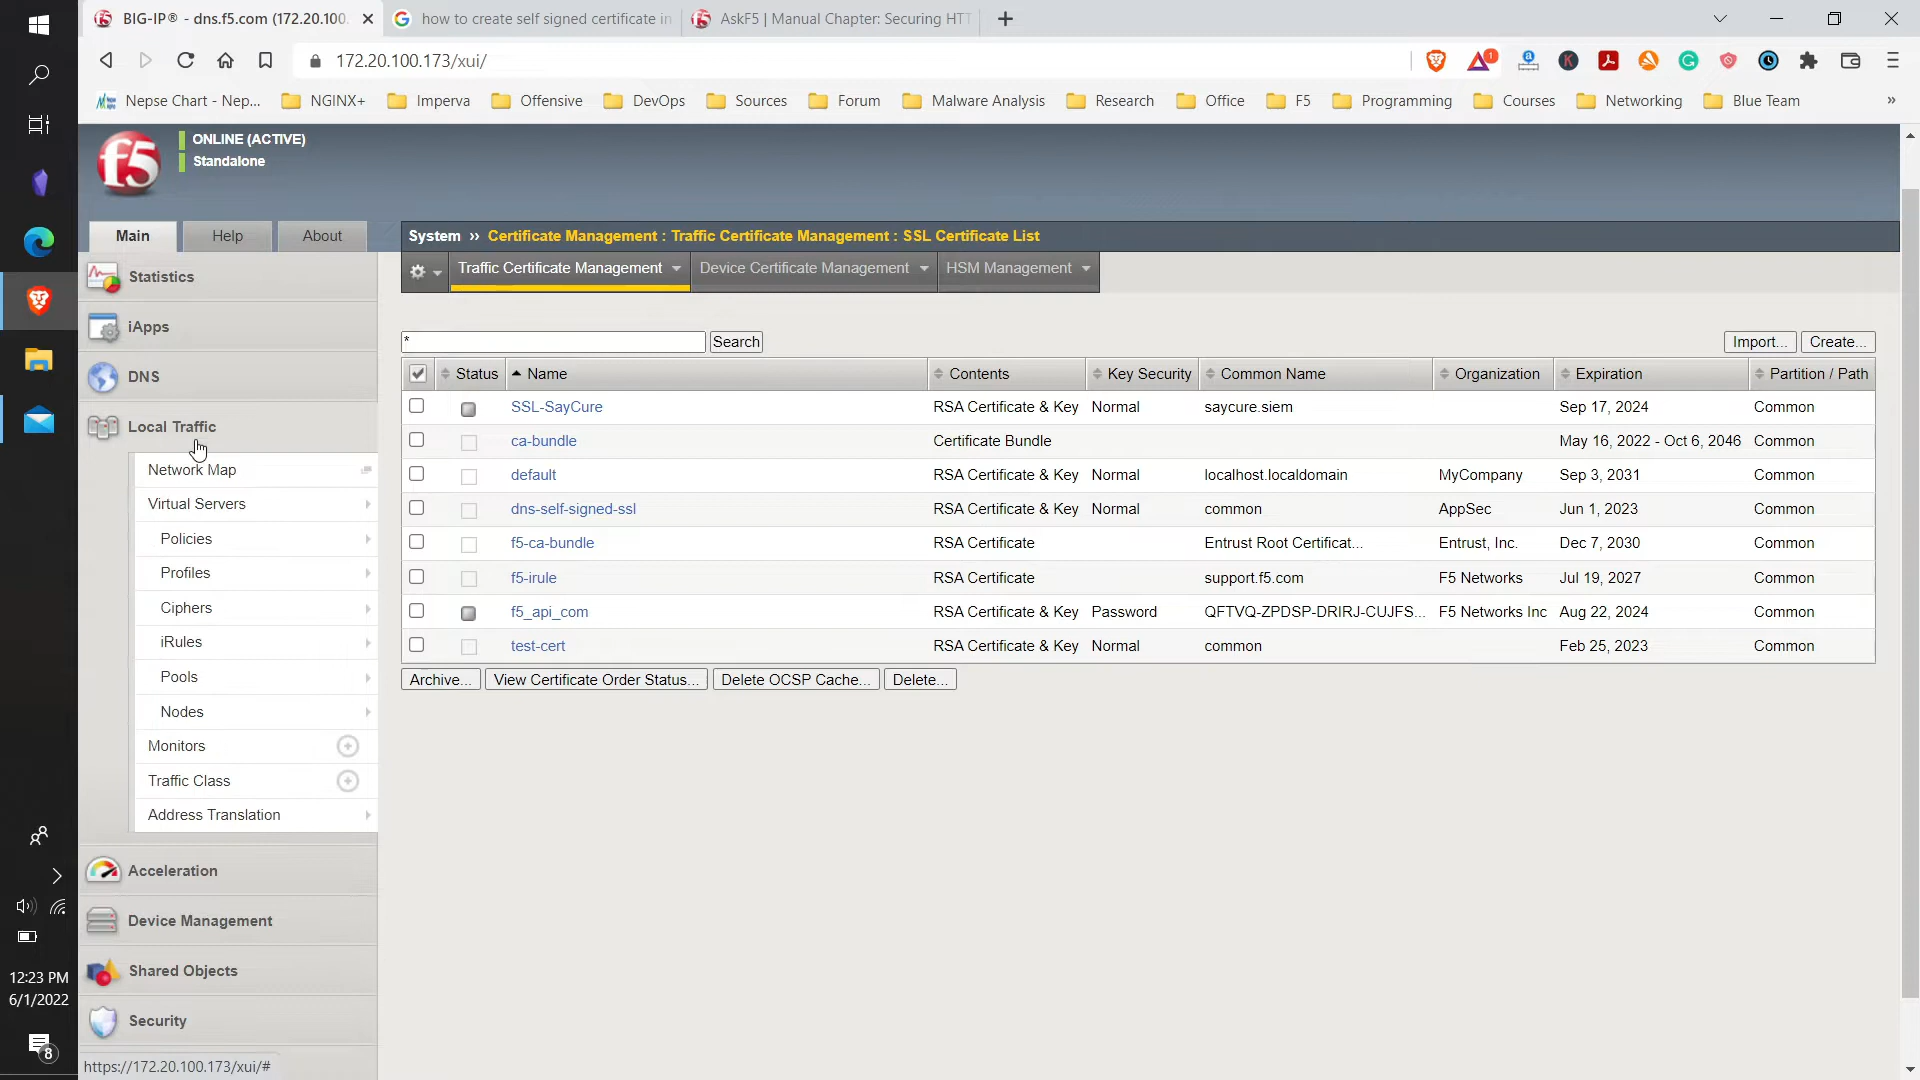 BIG-IP® - dns.f5.com (172.20.100.
how to create self signed certificate in
AskF5 | Manual Chapter: Securing HTT
172.20.100.173/xui/
1
Nepse Chart - Nep...
NGINX+
Imperva
Offensive
DevOps
Sources
Forum
Malware Analysis
Research
Office
F5
Programming
Courses
Networking
Blue Team
»
f5
ONLINE (ACTIVE)
Standalone
Main
Help
About
System »» Certificate Management : Traffic Certificate Management : SSL Certificate List
Statistics
iApps
DNS
Local Traffic
Network Map
Virtual Servers
Policies
Profiles
Ciphers
iRules
Pools
Nodes
Monitors
Traffic Class
Address Translation
Acceleration
Device Management
Shared Objects
Security
Traffic Certificate Management
Device Certificate Management
HSM Management
*
Search
Import...
Create...
Status Name Contents Key Security Common Name Organization Expiration Partition / Path
SSL-SayCure RSA Certificate & Key Normal saycure.siem Sep 17, 2024 Common
ca-bundle Certificate Bundle May 16, 2022 - Oct 6, 2046 Common
default RSA Certificate & Key Normal localhost.localdomain MyCompany Sep 3, 2031 Common
dns-self-signed-ssl RSA Certificate & Key Normal common AppSec Jun 1, 2023 Common
f5-ca-bundle RSA Certificate Entrust Root Certificat... Entrust, Inc. Dec 7, 2030 Common
f5-irule RSA Certificate support.f5.com F5 Networks Jul 19, 2027 Common
f5_api_com RSA Certificate & Key Password QFTVQ-ZPDSP-DRIRJ-CUJFS... F5 Networks Inc Aug 22, 2024 Common
test-cert RSA Certificate & Key Normal common Feb 25, 2023 Common
Archive...
View Certificate Order Status...
Delete OCSP Cache...
Delete...
12:23 PM
6/1/2022
8
https://172.20.100.173/xui/#